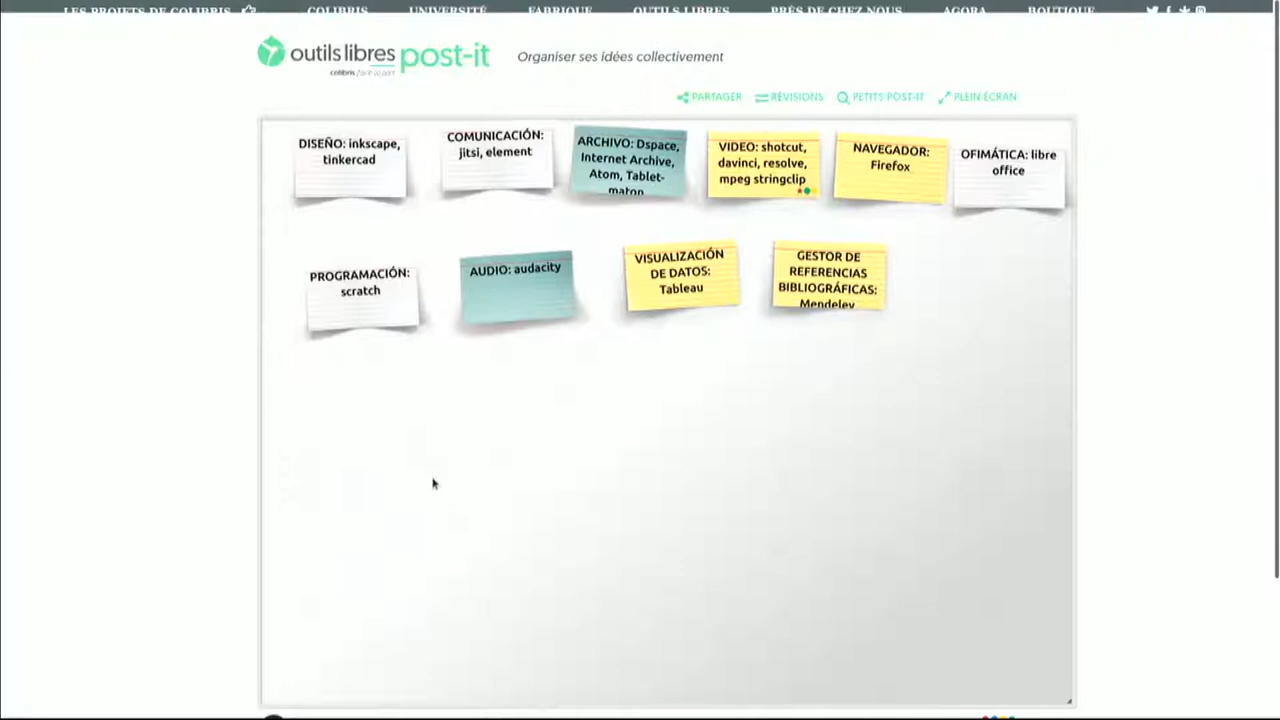 LES PROJETS DE COLIBRIS
COLIBRIS
UNIVERSITÉ
FABRIQUE
OUTILS LIBRES
PRÈS DE CHEZ NOUS
AGORA
BOUTIQUE
outils libres post-it
colibris
Organiser ses idées collectivement
PARTAGER
RÉVISIONS
PETITS POST-IT
PLEIN ÉCRAN
DISEÑO: inkscape,
tinkercad
COMUNICACIÓN:
jitsi, element
ARCHIVO: Dspace,
Internet Archive,
Atom, Tablet-
maton
VIDEO: shotcut,
davinci, resolve,
mpeg stringclip
NAVEGADOR:
Firefox
OFIMÁTICA: libre
office
PROGRAMACIÓN:
scratch
AUDIO: audacity
VISUALIZACIÓN
DE DATOS:
Tableau
GESTOR DE
REFERENCIAS
BIBLIOGRÁFICAS:
Mendeley